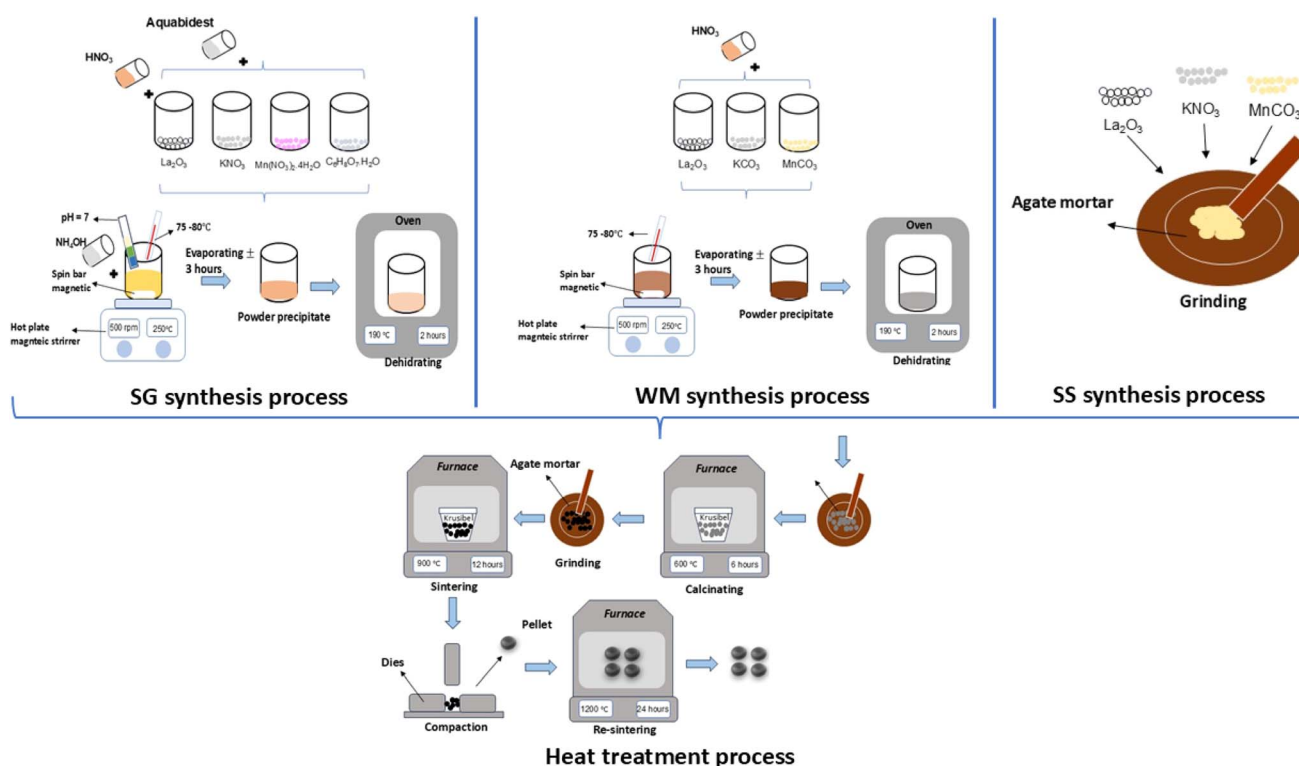 Aquabidest
HNO₃
+
+
La₂O₃
KNO₃
Mn(NO₃)₂.4H₂O
C₆H₈O₇.H₂O
pH = 7
75 -80°C
NH₄OH
+
Spin bar
magnetic
Hot plate
magnteic strirrer
500 rpm
250°C
Evaporating ±
3 hours
Powder precipitate
Oven
190 °C
2 hours
Dehidrating
SG synthesis process
HNO₃
+
La₂O₃
KCO₃
MnCO₃
75 -80°C
Spin bar
magnetic
Hot plate
magnteic strirrer
500 rpm
250°C
Evaporating ±
3 hours
Powder precipitate
Oven
190 °C
2 hours
Dehidrating
WM synthesis process
La₂O₃
KNO₃
MnCO₃
Agate mortar
Grinding
SS synthesis process
Furnace
Krusibel
600 °C
6 hours
Calcinating
Agate mortar
Grinding
Furnace
Krusibel
900 °C
12 hours
Sintering
Dies
Pellet
Compaction
Furnace
1200 °C
24 hours
Re-sintering
Heat treatment process